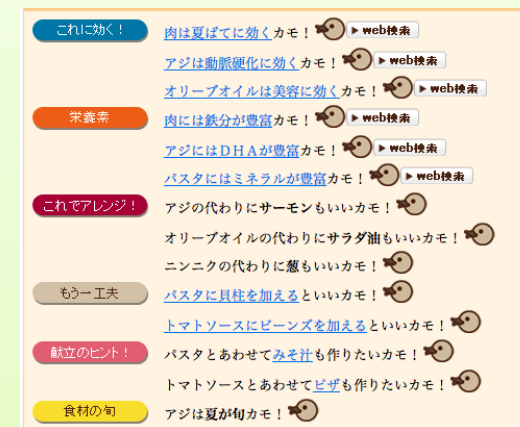 これに効く！ 肉は夏ばてに効くカモ！ ▶web検索
アジは動脈硬化に効くカモ！ ▶web検索
オリーブオイルは美容に効くカモ！ ▶web検索
栄養素 肉には鉄分が豊富カモ！ ▶web検索
アジにはＤＨＡが豊富カモ！ ▶web検索
パスタにはミネラルが豊富カモ！ ▶web検索
これでアレンジ！ アジの代わりにサーモンもいいカモ！
オリーブオイルの代わりにサラダ油もいいカモ！
ニンニクの代わりに葱もいいカモ！
もう一工夫 パスタに貝柱を加えるといいカモ！
トマトソースにビーンズを加えるといいカモ！
献立のヒント！ パスタとあわせてみそ汁も作りたいカモ！
トマトソースとあわせてピザも作りたいカモ！
食材の旬 アジは夏が旬カモ！